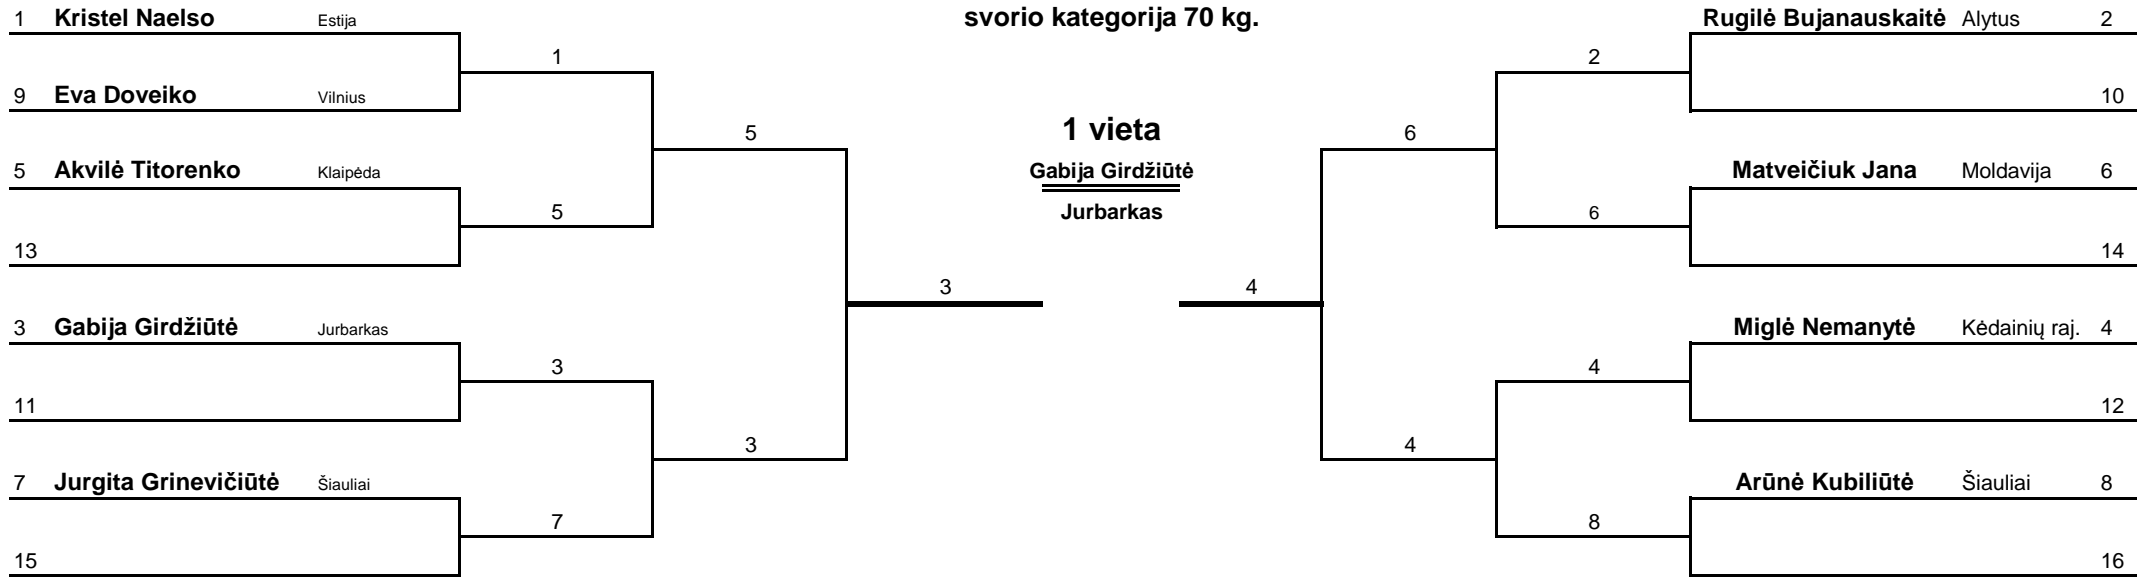 svorio kategorija 70 kg.
1 Kristel Naelso Estija
1
9 Eva Doveiko Vilnius
5
5 Akvilė Titorenko Klaipėda
5
13
3
3 Gabija Girdžiūtė Jurbarkas
3
11
3
7 Jurgita Grinevičiūtė Šiauliai
7
15
1 vieta
Gabija Girdžiūtė
Jurbarkas
Rugilė Bujanauskaitė Alytus 2
2
10
6
Matveičiuk Jana Moldavija 6
6
14
4
Miglė Nemanytė Kėdainių raj. 4
4
12
4
Arūnė Kubiliūtė Šiauliai 8
8
16